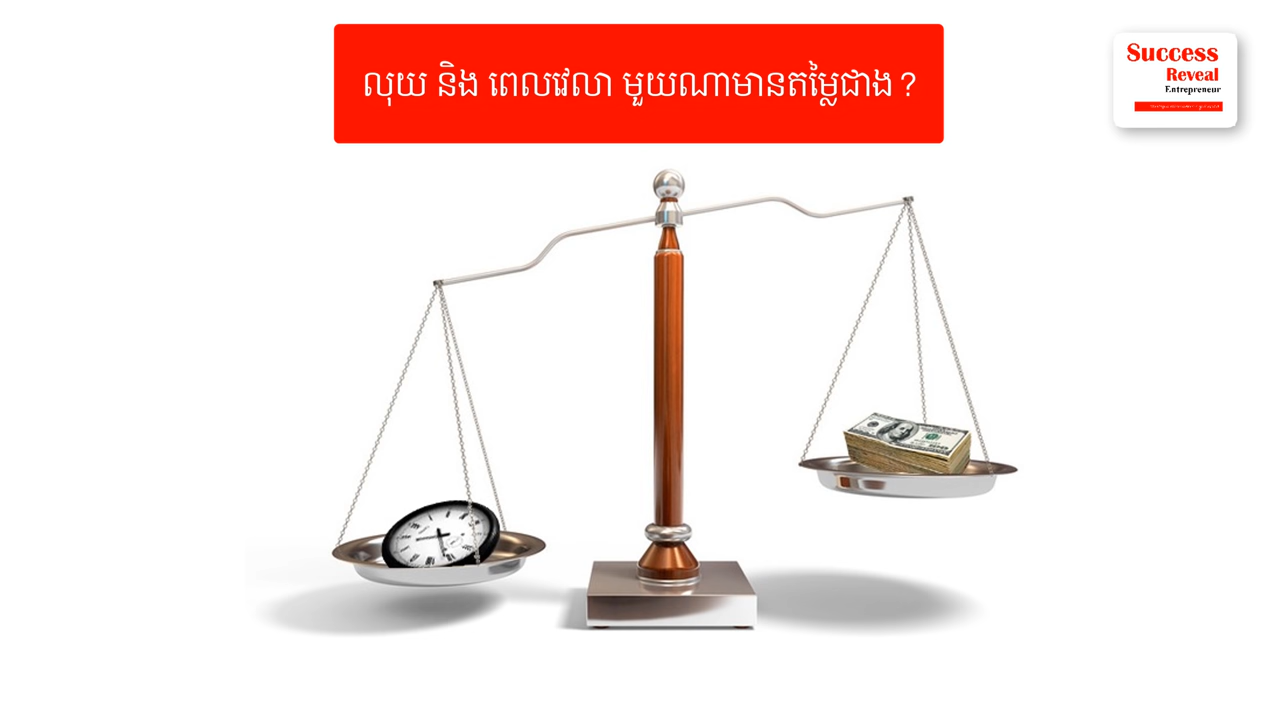 លុយ និង ពេលវេលា មួយណាមានតម្លៃជាង ?
Success
Reveal
Entrepreneur